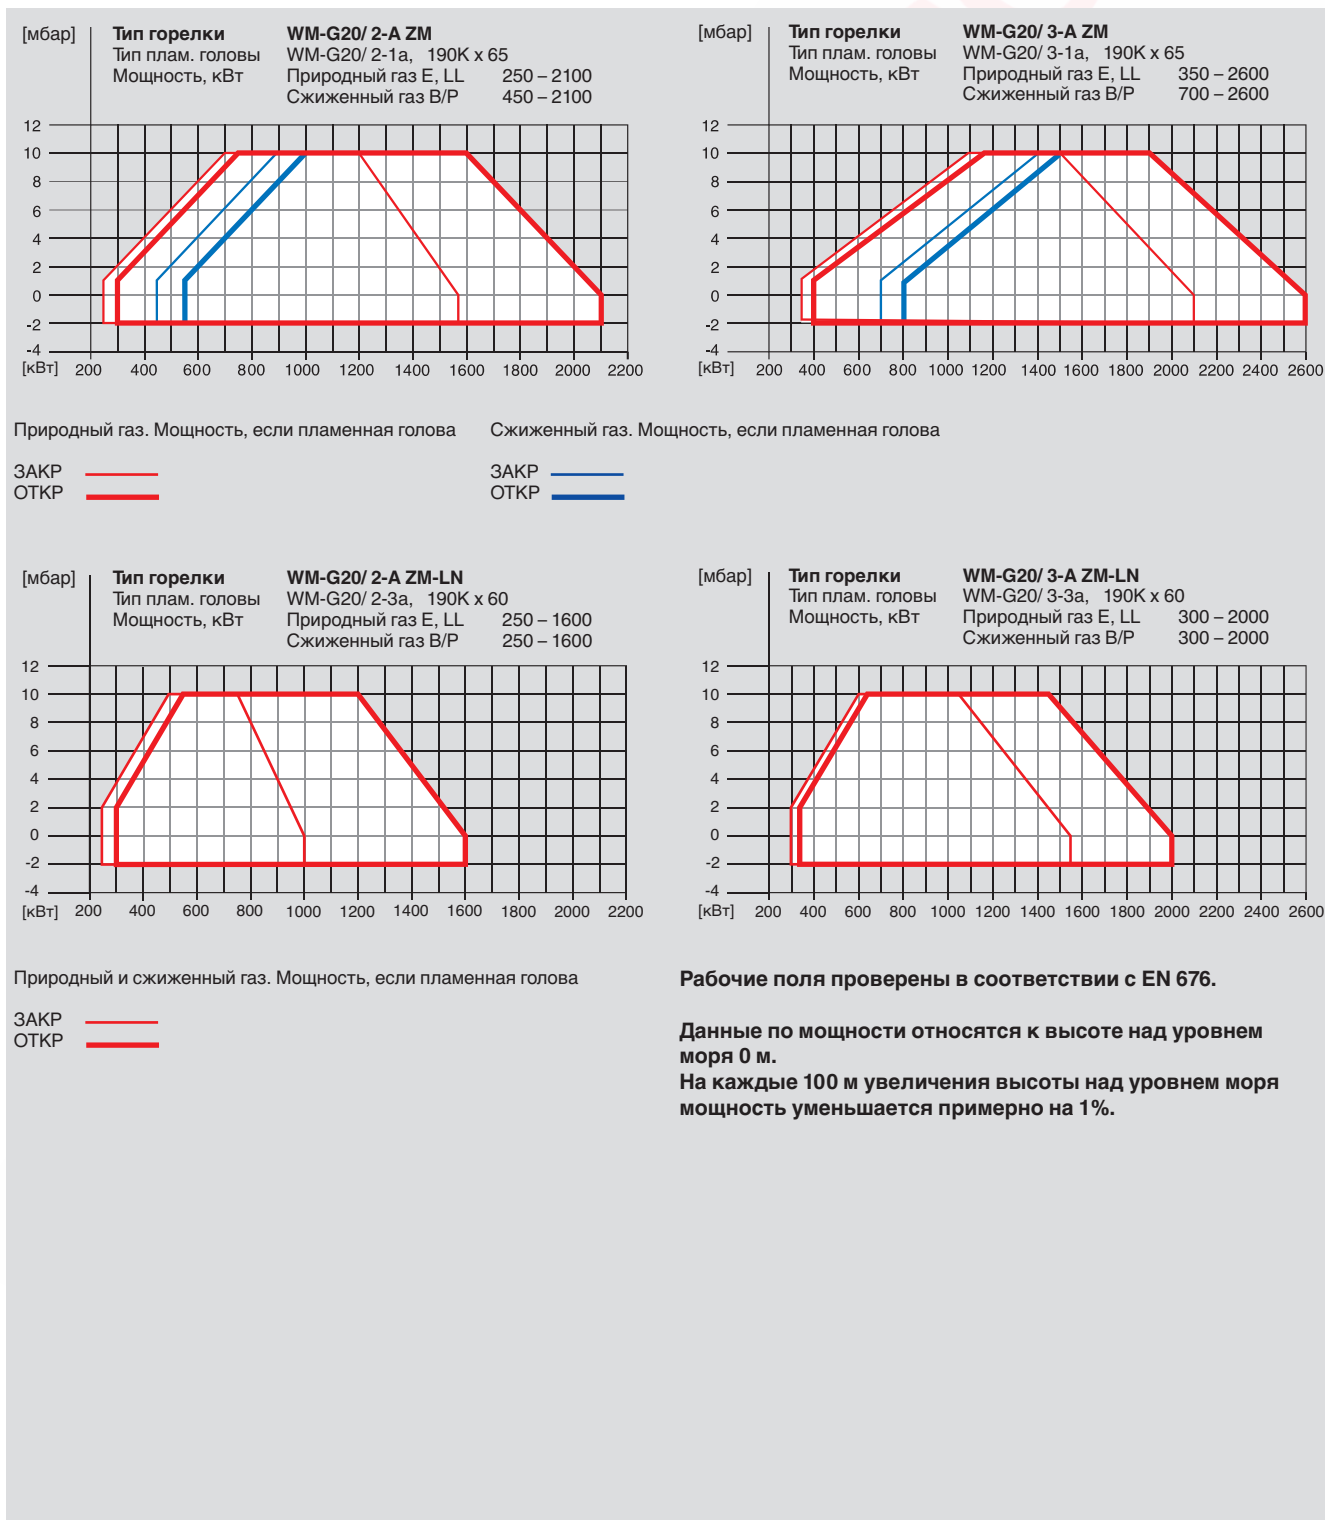 [мбар]
Тип горелки WM-G20/ 2-A ZM
Тип плам. головы WM-G20/ 2-1a, 190K x 65
Мощность, кВт Природный газ E, LL 250 – 2100
Сжиженный газ B/P 450 – 2100
12
10
8
6
4
2
0
-2
-4
[кВт] 200 400 600 800 1000 1200 1400 1600 1800 2000 2200
[мбар]
Тип горелки WM-G20/ 3-A ZM
Тип плам. головы WM-G20/ 3-1a, 190K x 65
Мощность, кВт Природный газ E, LL 350 – 2600
Сжиженный газ B/P 700 – 2600
12
10
8
6
4
2
0
-2
-4
[кВт] 200 400 600 800 1000 1200 1400 1600 1800 2000 2200 2400 2600
Природный газ. Мощность, если пламенная голова
ЗАКР
ОТКР
Сжиженный газ. Мощность, если пламенная голова
ЗАКР
ОТКР
[мбар]
Тип горелки WM-G20/ 2-A ZM-LN
Тип плам. головы WM-G20/ 2-3a, 190K x 60
Мощность, кВт Природный газ E, LL 250 – 1600
Сжиженный газ B/P 250 – 1600
12
10
8
6
4
2
0
-2
-4
[кВт] 200 400 600 800 1000 1200 1400 1600 1800 2000 2200
[мбар]
Тип горелки WM-G20/ 3-A ZM-LN
Тип плам. головы WM-G20/ 3-3a, 190K x 60
Мощность, кВт Природный газ E, LL 300 – 2000
Сжиженный газ B/P 300 – 2000
12
10
8
6
4
2
0
-2
-4
[кВт] 200 400 600 800 1000 1200 1400 1600 1800 2000 2200 2400 2600
Природный и сжиженный газ. Мощность, если пламенная голова
ЗАКР
ОТКР
Рабочие поля проверены в соответствии с EN 676.
Данные по мощности относятся к высоте над уровнем
моря 0 м.
На каждые 100 м увеличения высоты над уровнем моря
мощность уменьшается примерно на 1%.